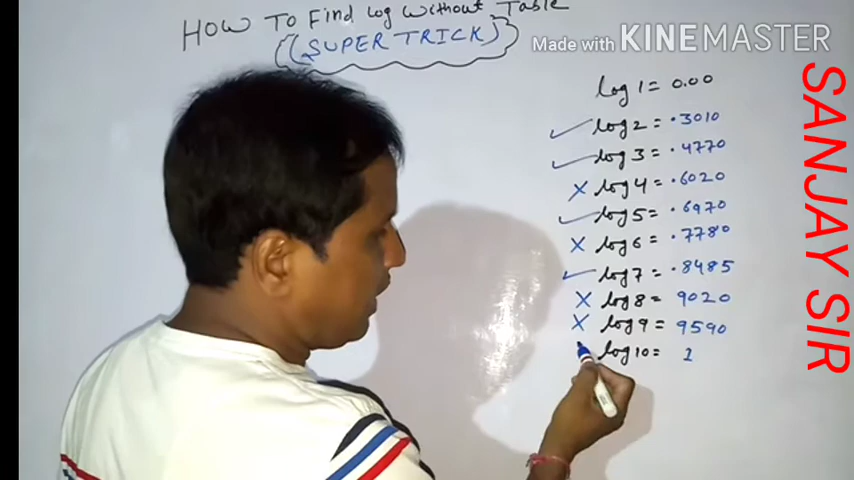 How To Find log Without Table
SUPER TRICK
Made with KINEMASTER
log 1 = 0.00
log 2 = .3010
log 3 = .4770
log 4 = .6020
log 5 = .6970
log 6 = .7780
log 7 = .8485
log 8 = 9020
log 9 = 9590
log 10 = 1
SANJAY SIR